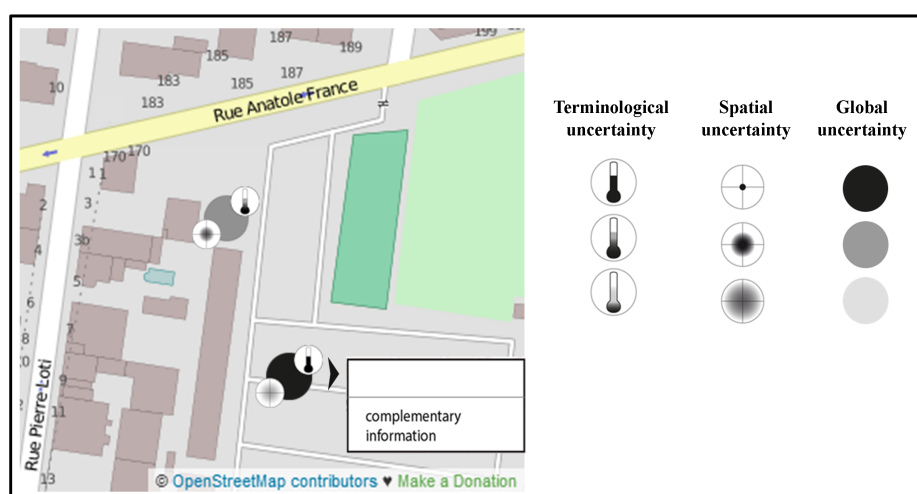 187
199
185
189
183
185
187
10
183
Rue Anatole France
170
170
1
1
2
3
3b
4
5
6
7
8
9
11
13
Rue Pierre Loti
complementary
information
© OpenStreetMap contributors ♥ Make a Donation
Terminological
uncertainty
Spatial
uncertainty
Global
uncertainty